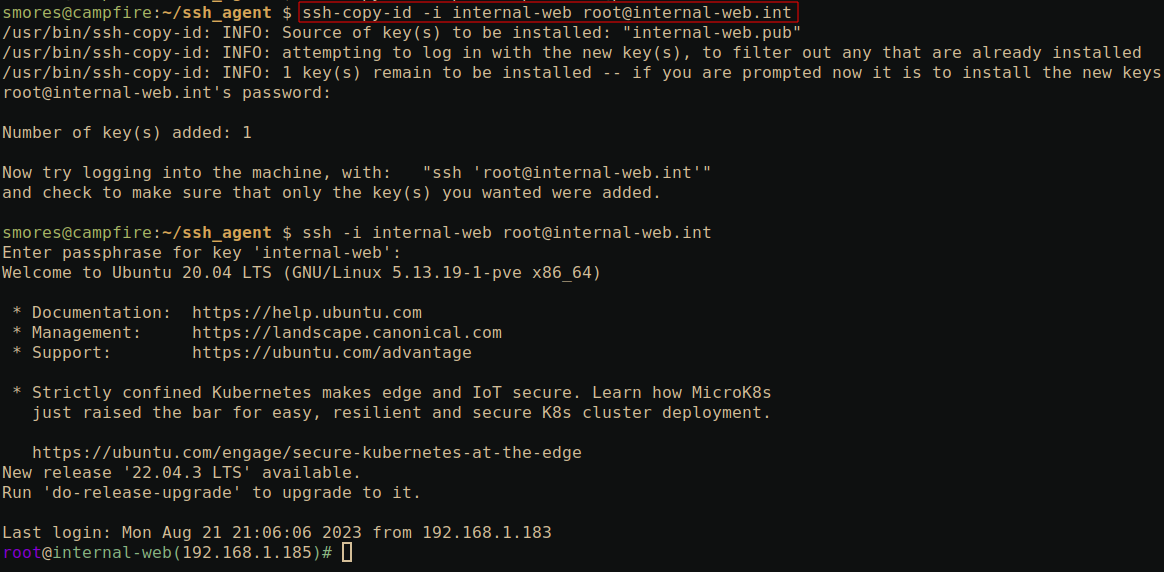 smores@campfire:~/ssh_agent $ ssh-copy-id -i internal-web root@internal-web.int
/usr/bin/ssh-copy-id: INFO: Source of key(s) to be installed: "internal-web.pub"
/usr/bin/ssh-copy-id: INFO: attempting to log in with the new key(s), to filter out any that are already installed
/usr/bin/ssh-copy-id: INFO: 1 key(s) remain to be installed -- if you are prompted now it is to install the new keys
root@internal-web.int's password:
Number of key(s) added: 1
Now try logging into the machine, with:   "ssh 'root@internal-web.int'"
and check to make sure that only the key(s) you wanted were added.
smores@campfire:~/ssh_agent $ ssh -i internal-web root@internal-web.int
Enter passphrase for key 'internal-web':
Welcome to Ubuntu 20.04 LTS (GNU/Linux 5.13.19-1-pve x86_64)
 * Documentation:  https://help.ubuntu.com
 * Management:     https://landscape.canonical.com
 * Support:        https://ubuntu.com/advantage
 * Strictly confined Kubernetes makes edge and IoT secure. Learn how MicroK8s
   just raised the bar for easy, resilient and secure K8s cluster deployment.
   https://ubuntu.com/engage/secure-kubernetes-at-the-edge
New release '22.04.3 LTS' available.
Run 'do-release-upgrade' to upgrade to it.
Last login: Mon Aug 21 21:06:06 2023 from 192.168.1.183
root@internal-web(192.168.1.185)#